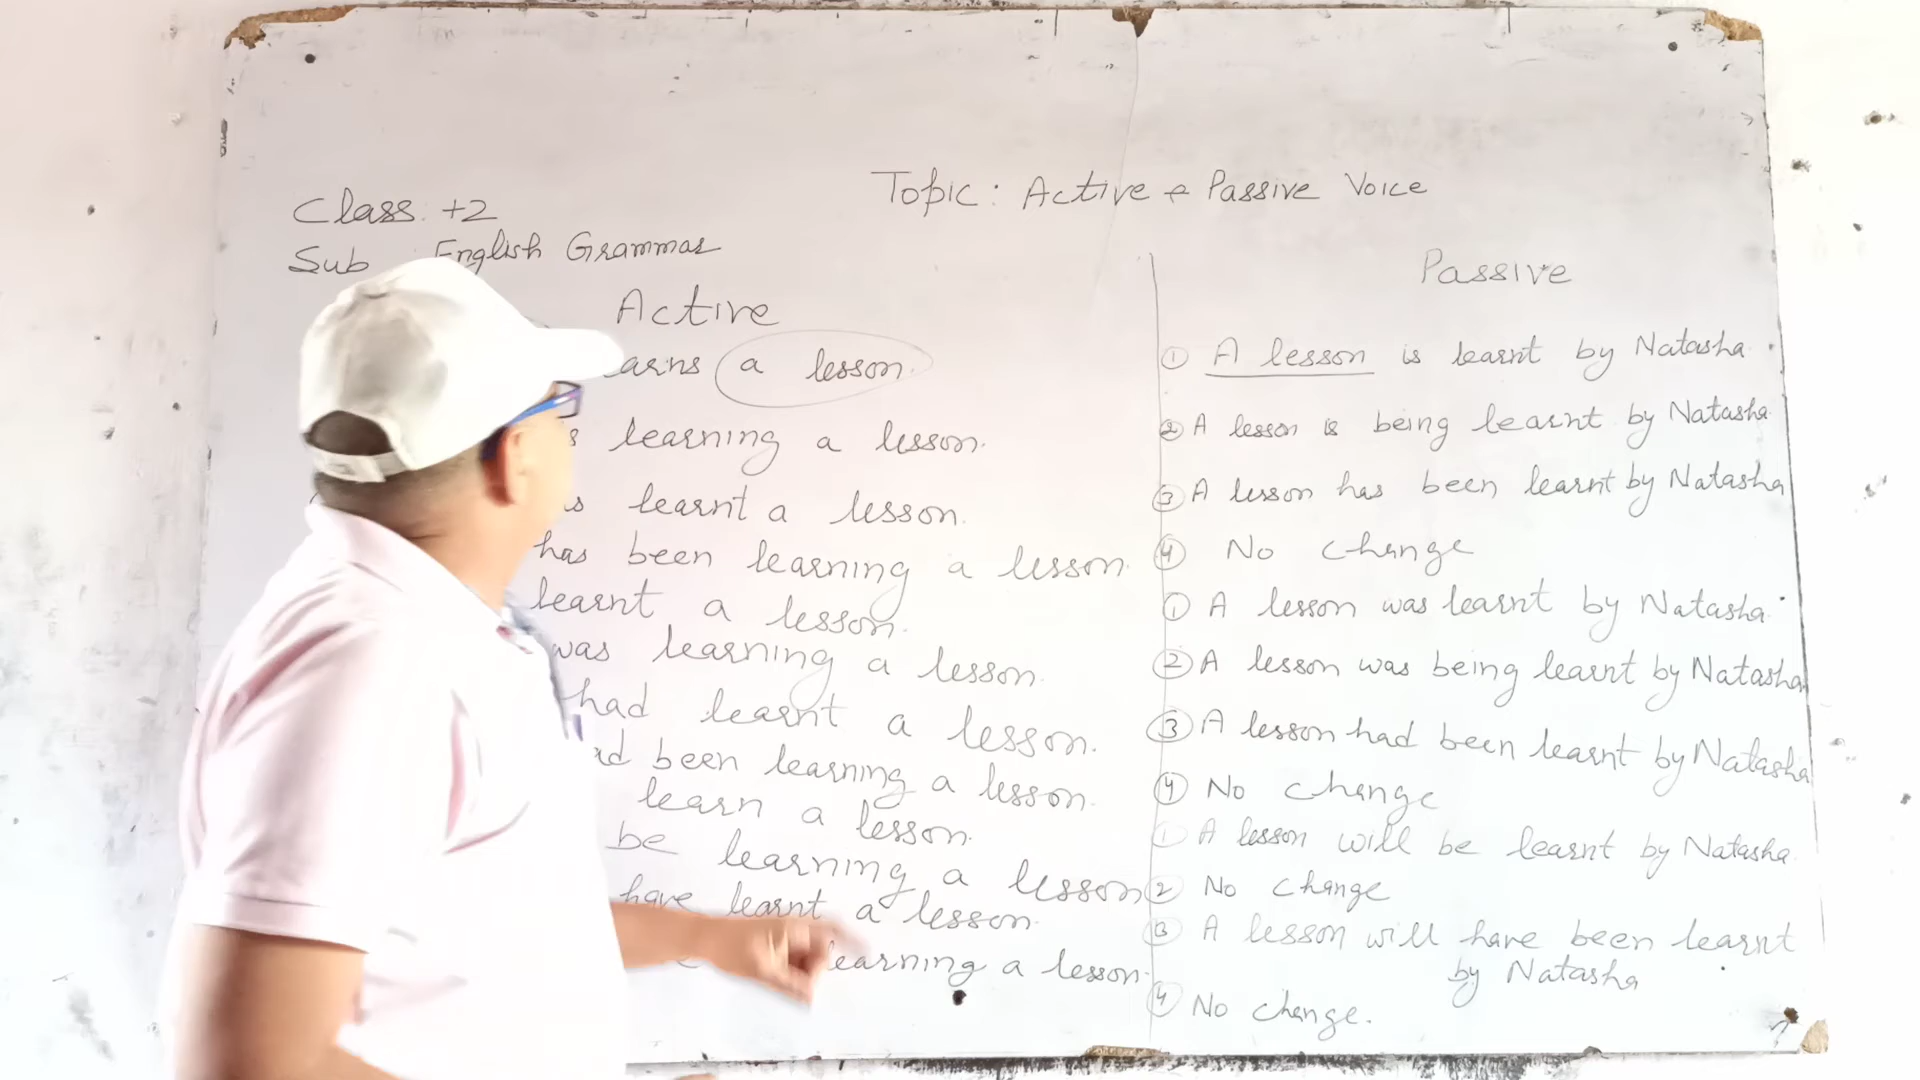 Topic: Active & Passive Voice
Class: +2
Sub English Grammar
Active
arns a lesson.
s learning a lesson.
s learnt a lesson.
has been learning a lesson.
learnt a lesson.
was learning a lesson.
had learnt a lesson.
ad been learning a lesson.
learn a lesson.
be learning a lesson
have learnt a lesson.
learning a lesson.
Passive
① A lesson is learnt by Natasha.
② A lesson is being learnt by Natasha.
③ A lesson has been learnt by Natasha
④ No change
① A lesson was learnt by Natasha.
② A lesson was being learnt by Natasha.
③ A lesson had been learnt by Natasha
④ No change
① A lesson will be learnt by Natasha.
② No change
③ A lesson will have been learnt
by Natasha.
④ No change.